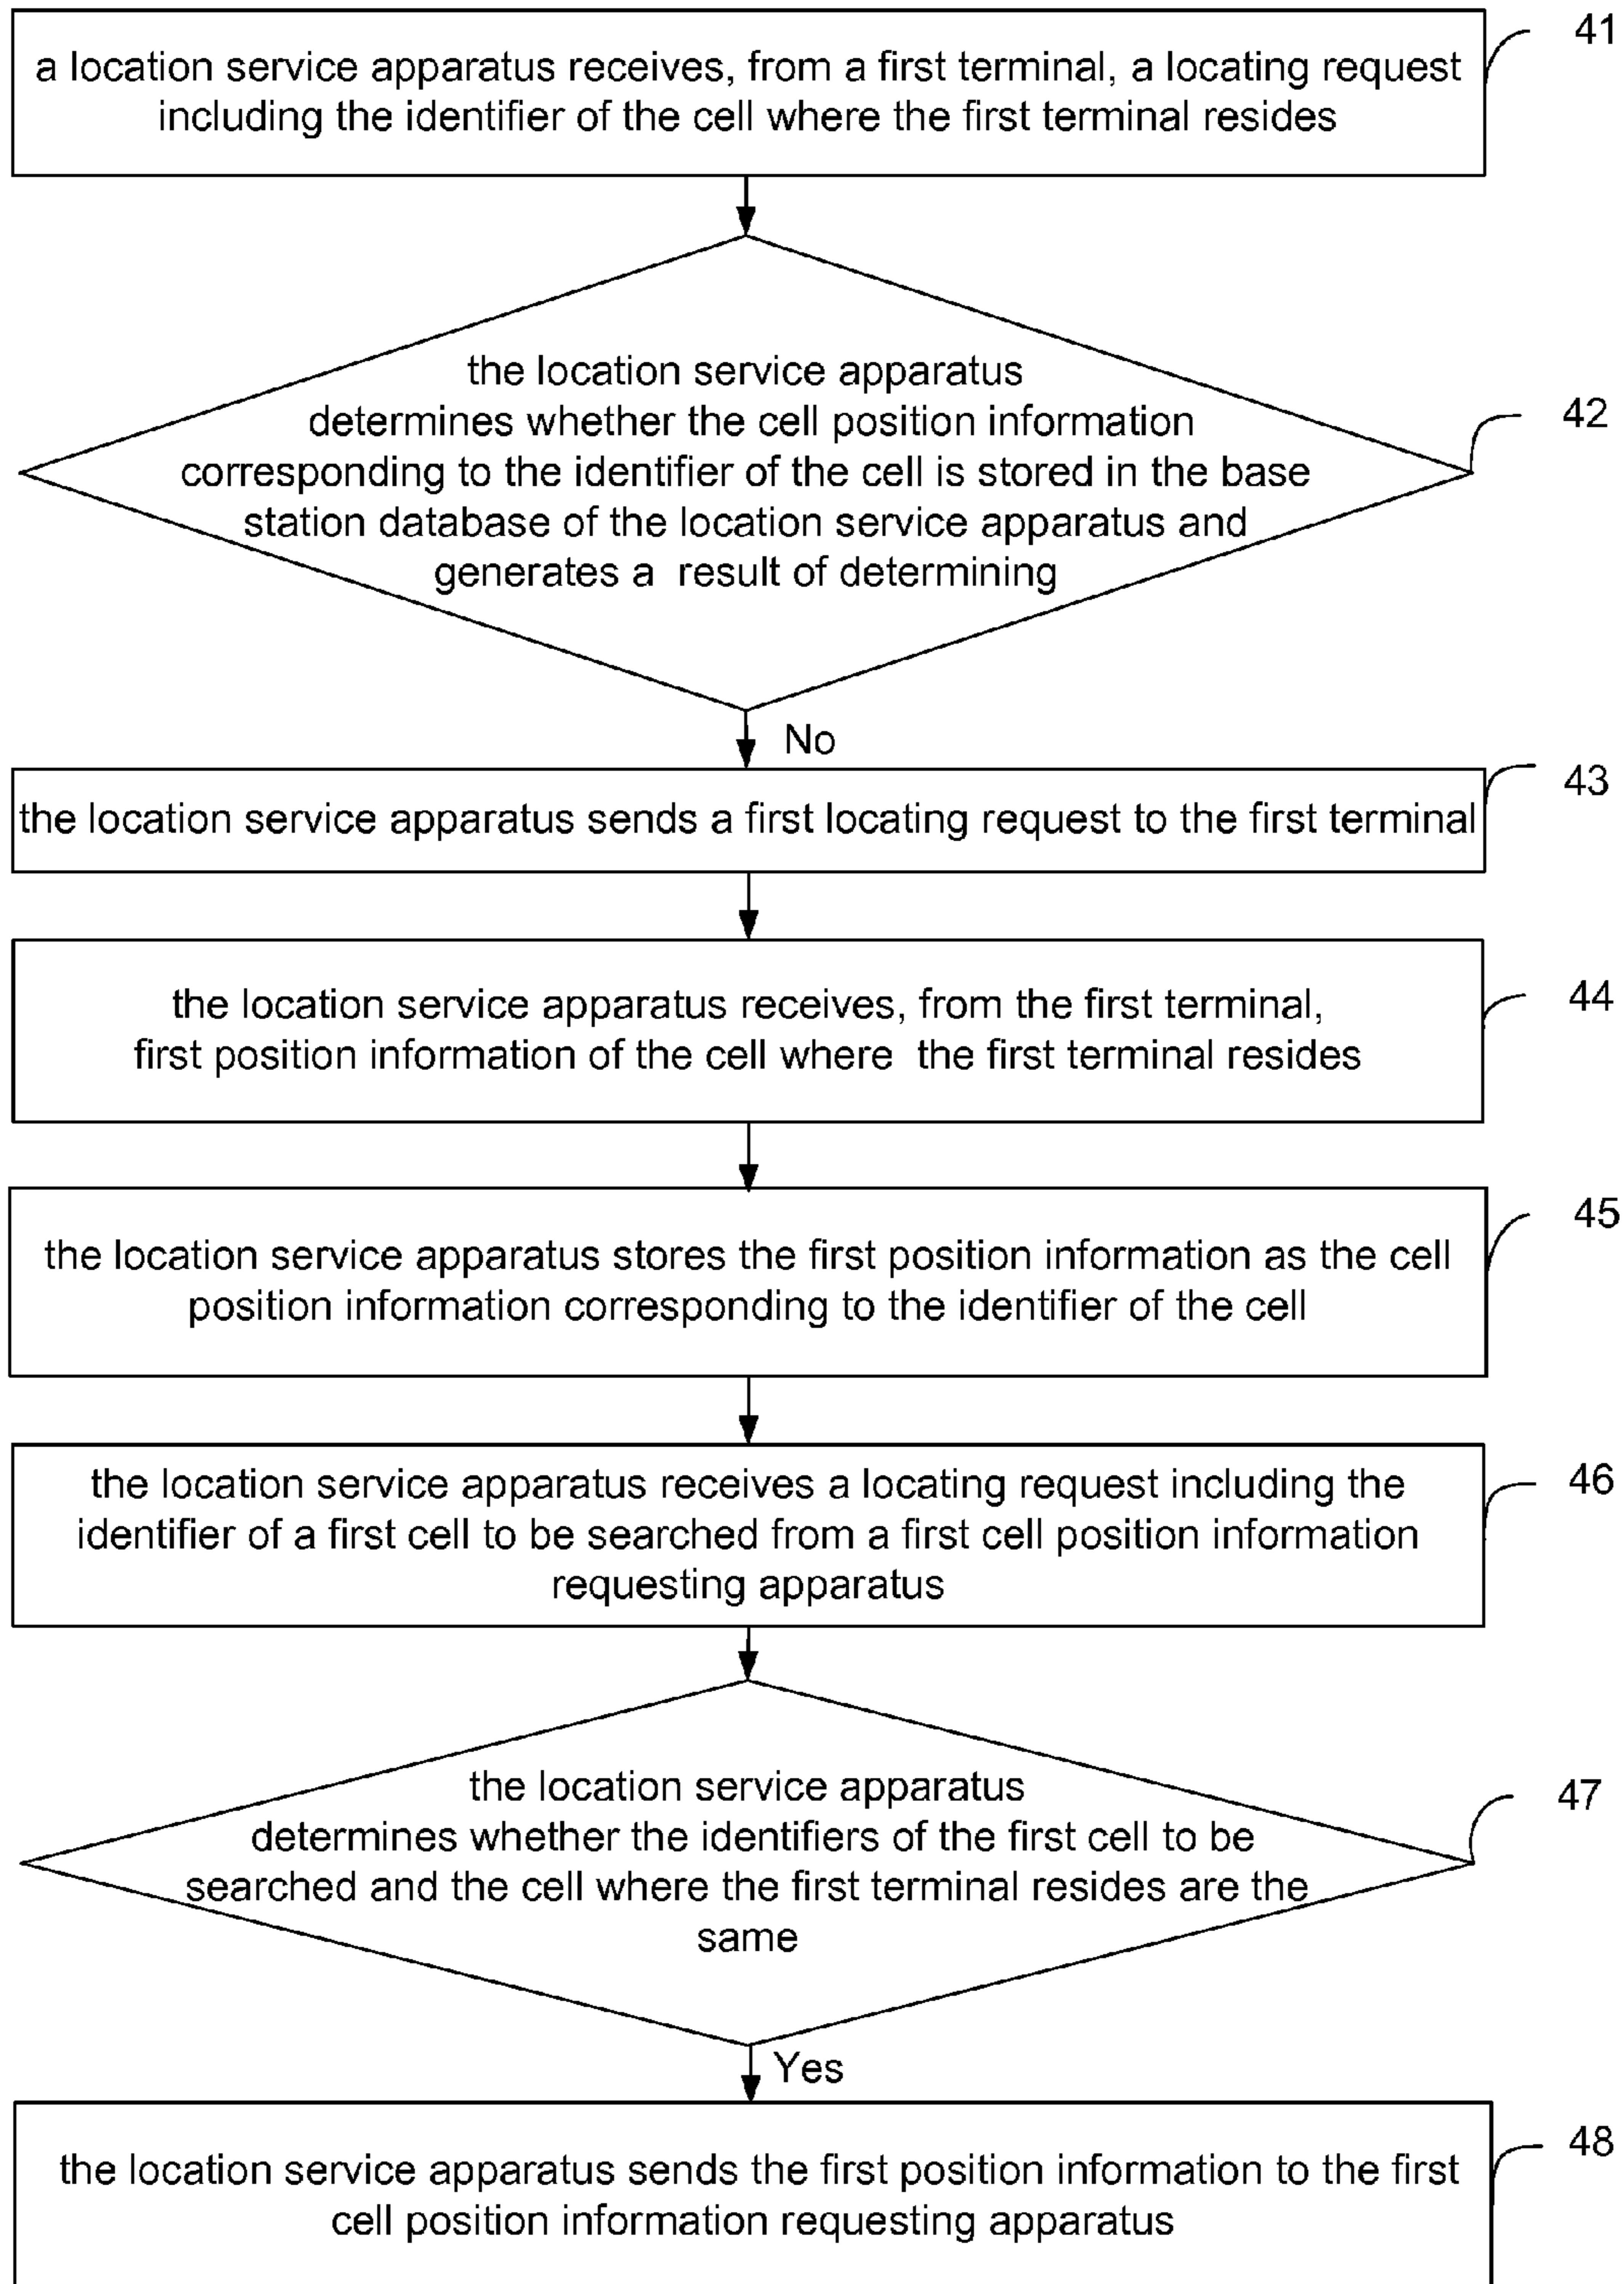 41
a location service apparatus receives, from a first terminal, a locating request
including the identifier of the cell where the first terminal resides
the location service apparatus
determines whether the cell position information
42
corresponding to the identifier of the cell is stored in the base
station database of the location service apparatus and
generates a result of determining
No
43
the location service apparatus sends a first locating request to the first terminal
44
the location service apparatus receives, from the first terminal,
first position information of the cell where the first terminal resides
45
the location service apparatus stores the first position information as the cell
position information corresponding to the identifier of the cell
46
the location service apparatus receives a locating request including the
identifier of a first cell to be searched from a first cell position information
requesting apparatus
the location service apparatus
47
determines whether the identifiers of the first cell to be
searched and the cell where the first terminal resides are the
same
Yes
48
the location service apparatus sends the first position information to the first
cell position information requesting apparatus